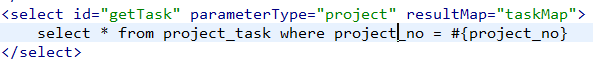 <select id="getTask" parameterType="project" resultMap="taskMap">
select * from project_task where project_no = #{project_no}
</select>